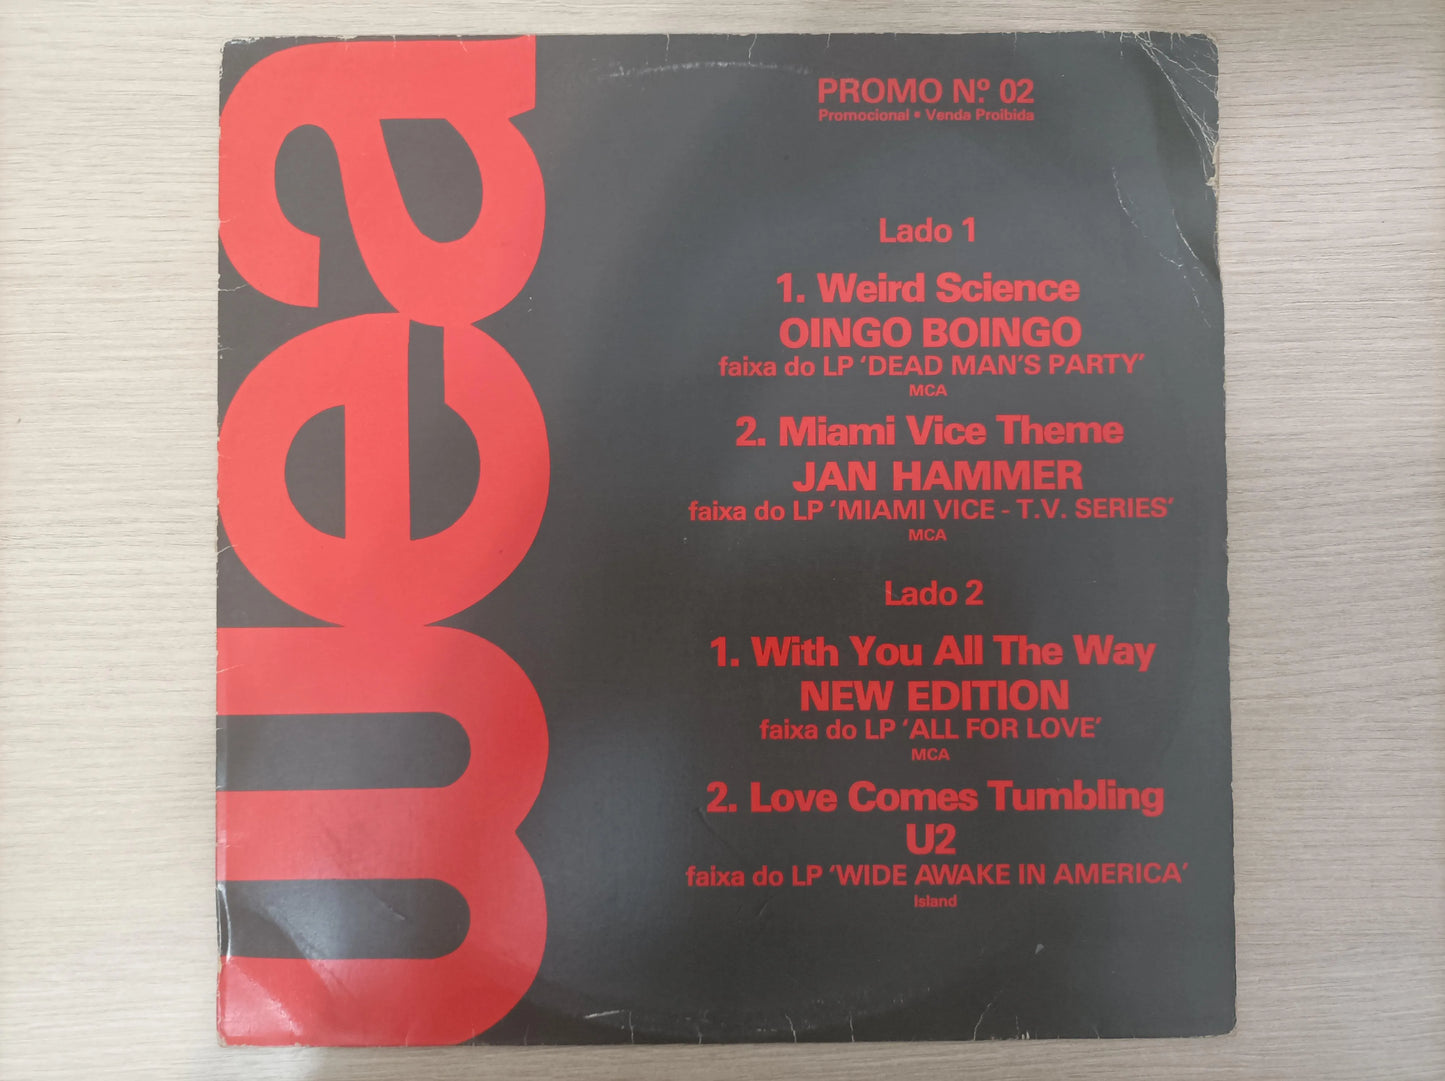 wea
PROMO N.º 02
Promocional • Venda Proibida
Lado 1
1. Weird Science
OINGO BOINGO
faixa do LP ‘DEAD MAN’S PARTY’
MCA
2. Miami Vice Theme
JAN HAMMER
faixa do LP ‘MIAMI VICE - T.V. SERIES’
MCA
Lado 2
1. With You All The Way
NEW EDITION
faixa do LP ‘ALL FOR LOVE’
MCA
2. Love Comes Tumbling
U2
faixa do LP ‘WIDE AWAKE IN AMERICA’
Island